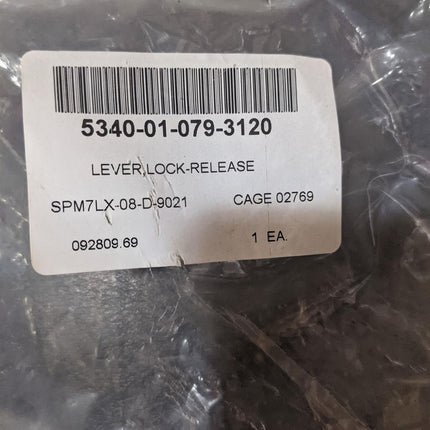 5340-01-079-3120
LEVER,LOCK-RELEASE
SPM7LX-08-D-9021 CAGE 02769
092809.69 1 EA.